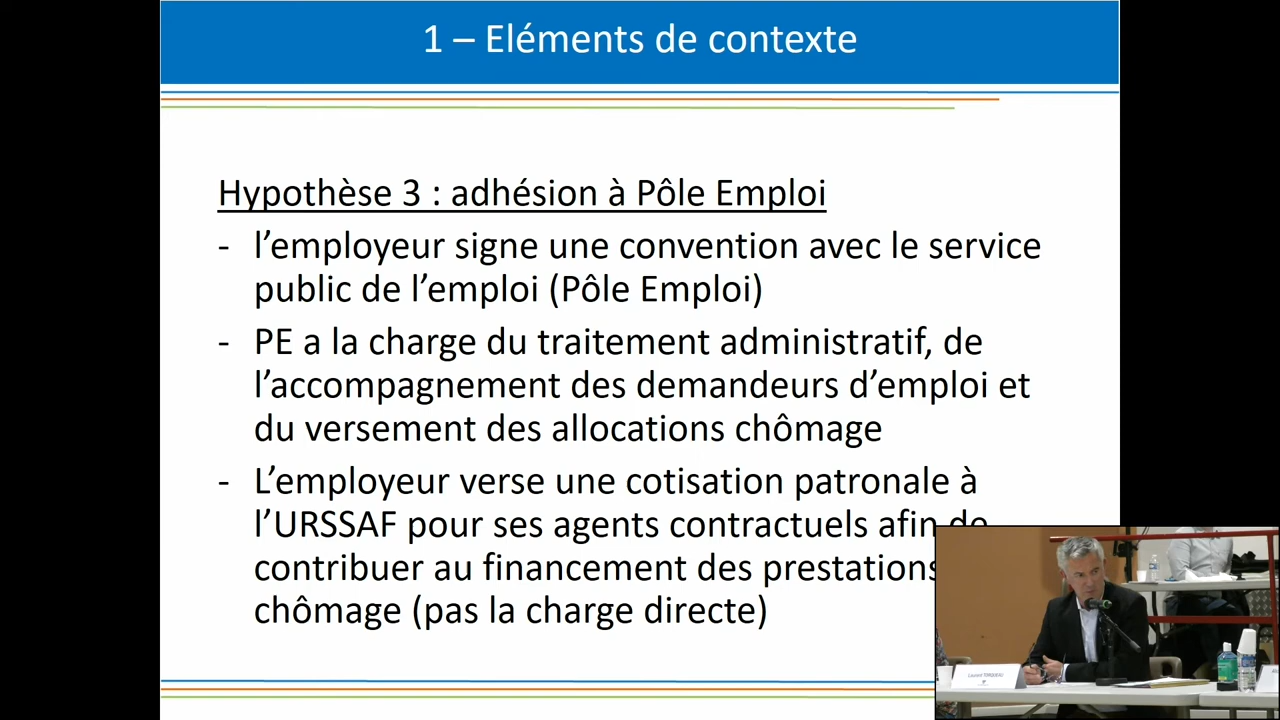 1 – Eléments de contexte
Hypothèse 3 : adhésion à Pôle Emploi
- l’employeur signe une convention avec le service
public de l’emploi (Pôle Emploi)
- PE a la charge du traitement administratif, de
l’accompagnement des demandeurs d’emploi et
du versement des allocations chômage
- L’employeur verse une cotisation patronale à
l’URSSAF pour ses agents contractuels afin de
contribuer au financement des prestations
chômage (pas la charge directe)
Laurent